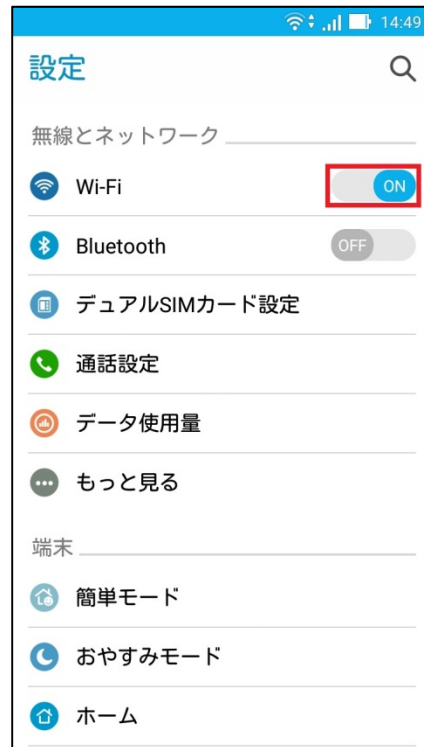 14:49
設定
無線とネットワーク
Wi-Fi ON
Bluetooth OFF
デュアルSIMカード設定
通話設定
データ使用量
もっと見る
端末
簡単モード
おやすみモード
ホーム